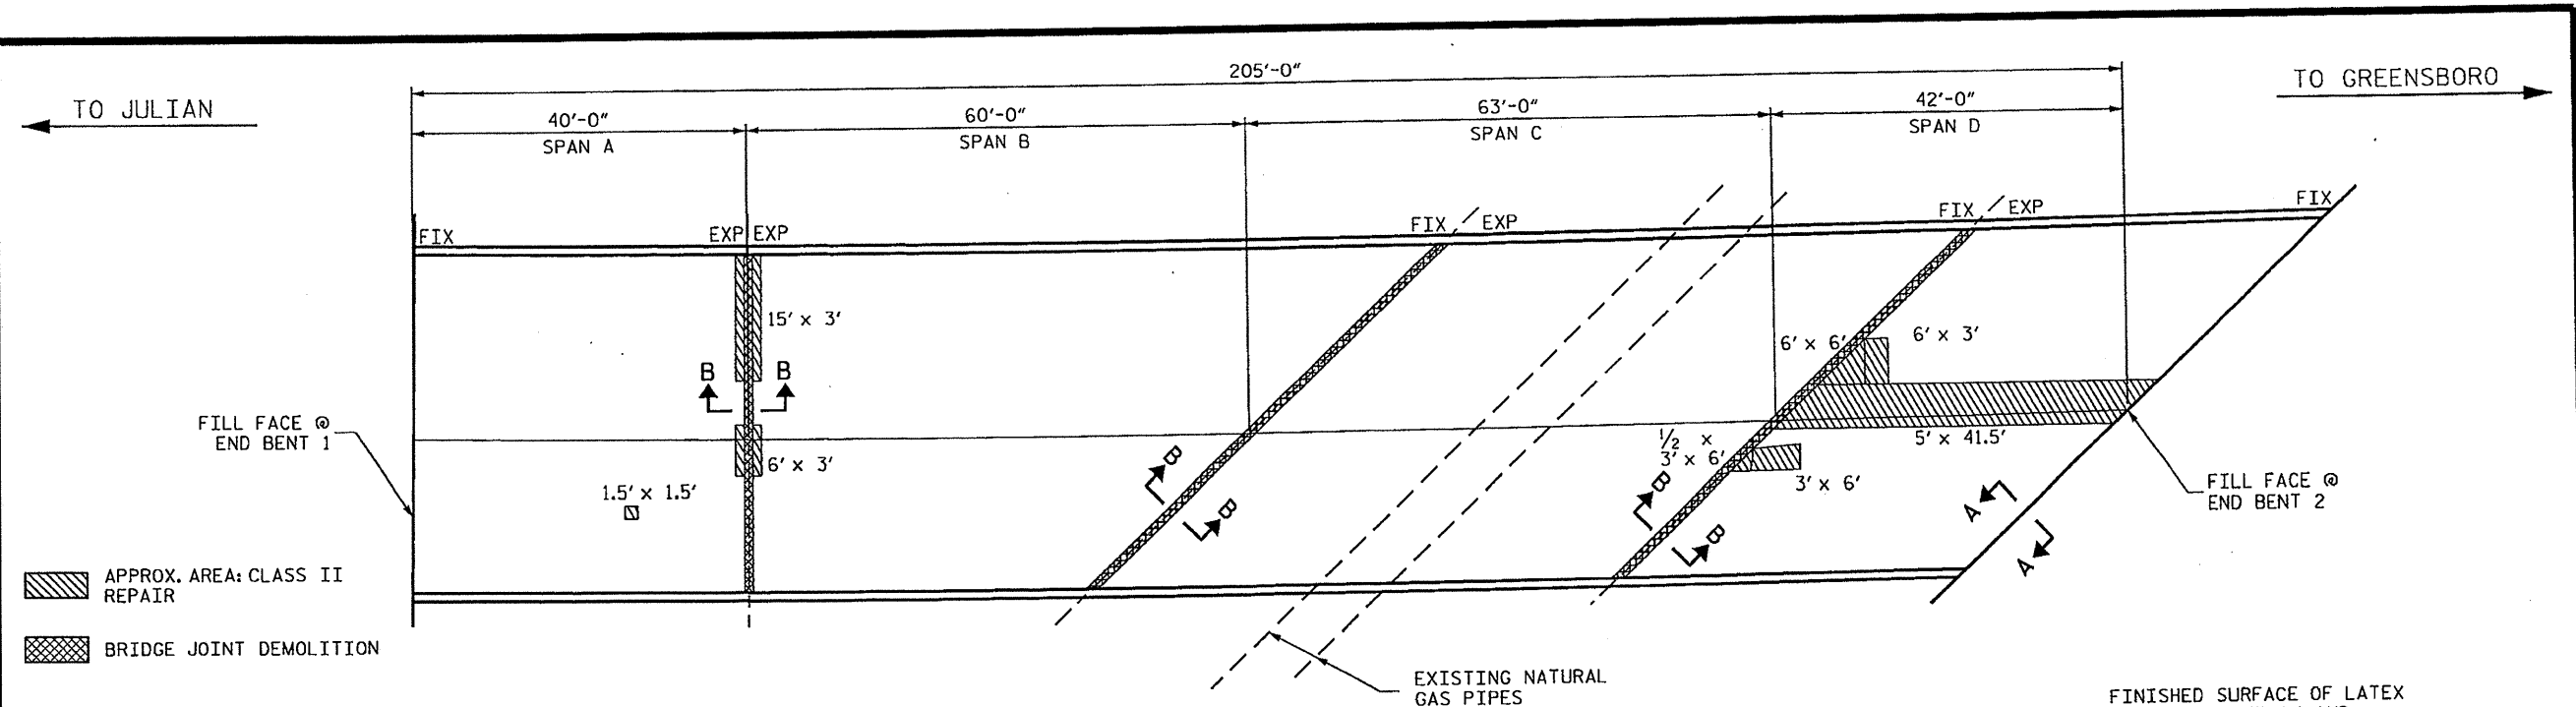 205'-0"
TO JULIAN
TO GREENSBORO
40'-0"
SPAN A
60'-0"
SPAN B
63'-0"
SPAN C
42'-0"
SPAN D
FIX
EXP EXP
FIX EXP
FIX EXP
FIX
15' x 3'
B B
6' x 3'
1.5' x 1.5'
6' x 6'
6' x 3'
5' x 41.5'
1/2 x
3' x 6'
3' x 6'
B
B
B
B
A
A
FILL FACE @
END BENT 1
FILL FACE @
END BENT 2
APPROX. AREA: CLASS II
REPAIR
BRIDGE JOINT DEMOLITION
EXISTING NATURAL
GAS PIPES
FINISHED SURFACE OF LATEX